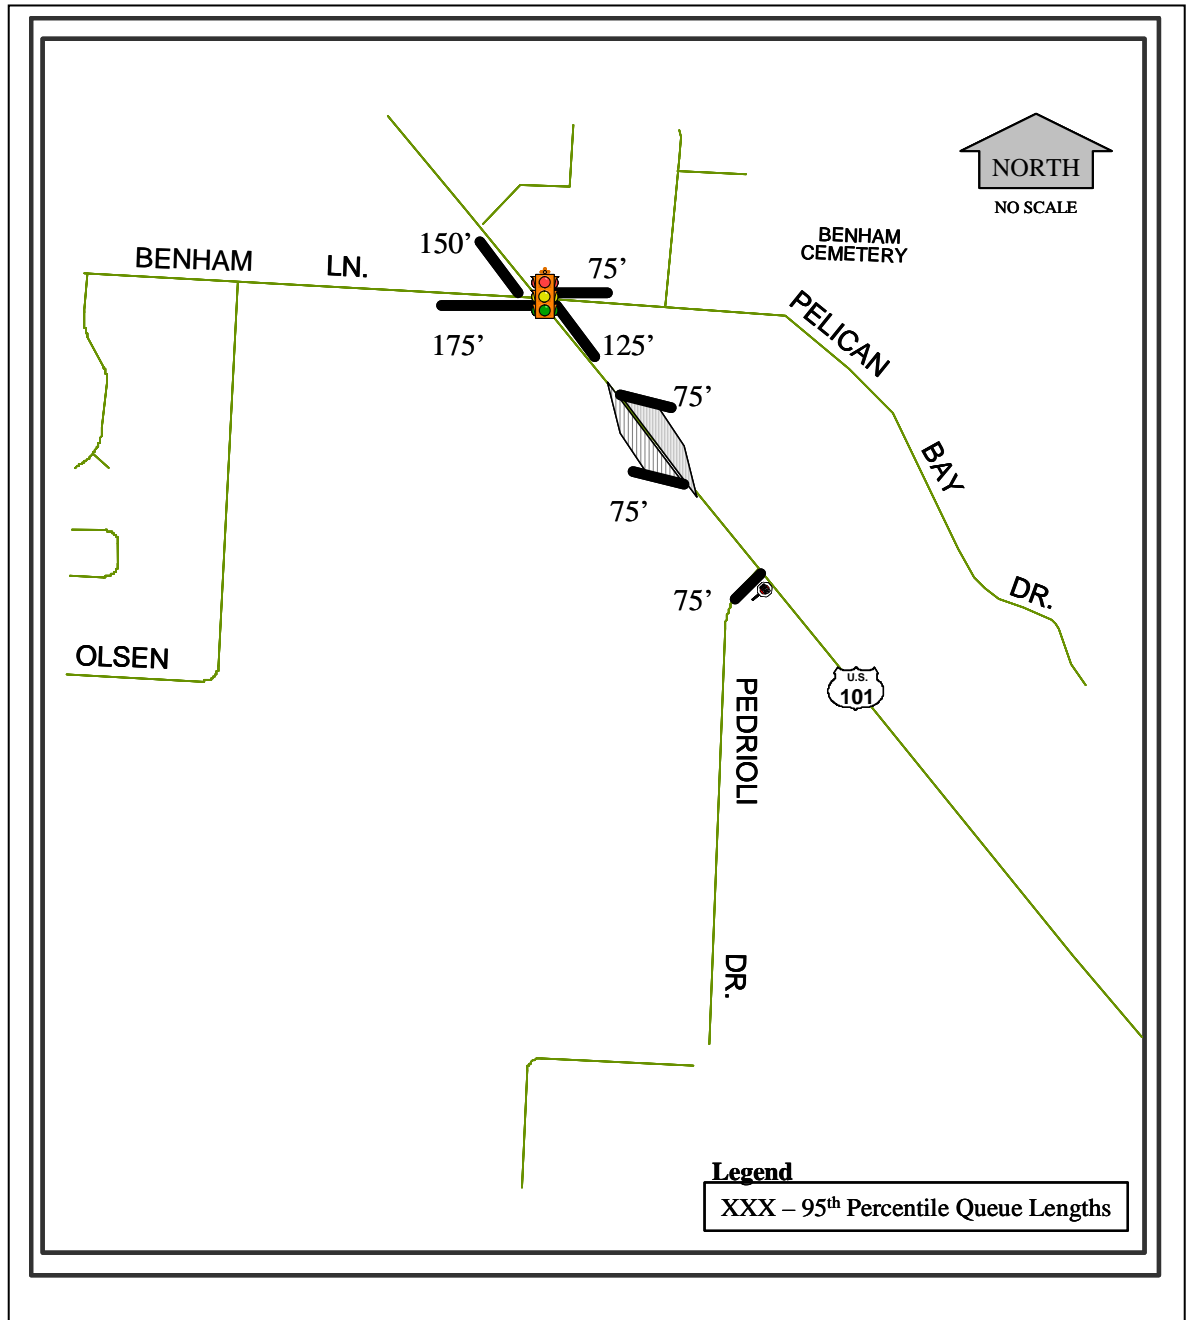 NORTH
NO SCALE
BENHAM LN.
150’
75’
BENHAM
CEMETERY
175’
125’
PELICAN
BAY
DR.
75’
75’
75’
OLSEN
U.S.
101
PEDRIOLI
DR.
Legend
XXX – 95th Percentile Queue Lengths